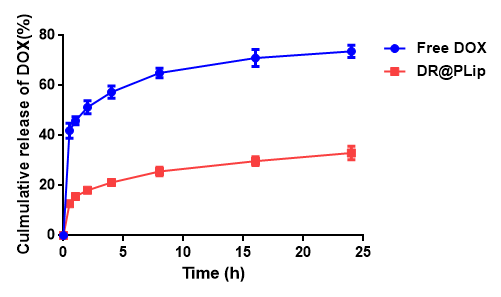 Culmulative release of DOX(%)
80
60
40
20
0
0 5 10 15 20 25
Time (h)
Free DOX
DR@PLip